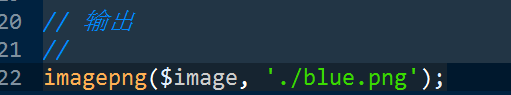 20 // 输出
21 //
22 imagepng($image, './blue.png');